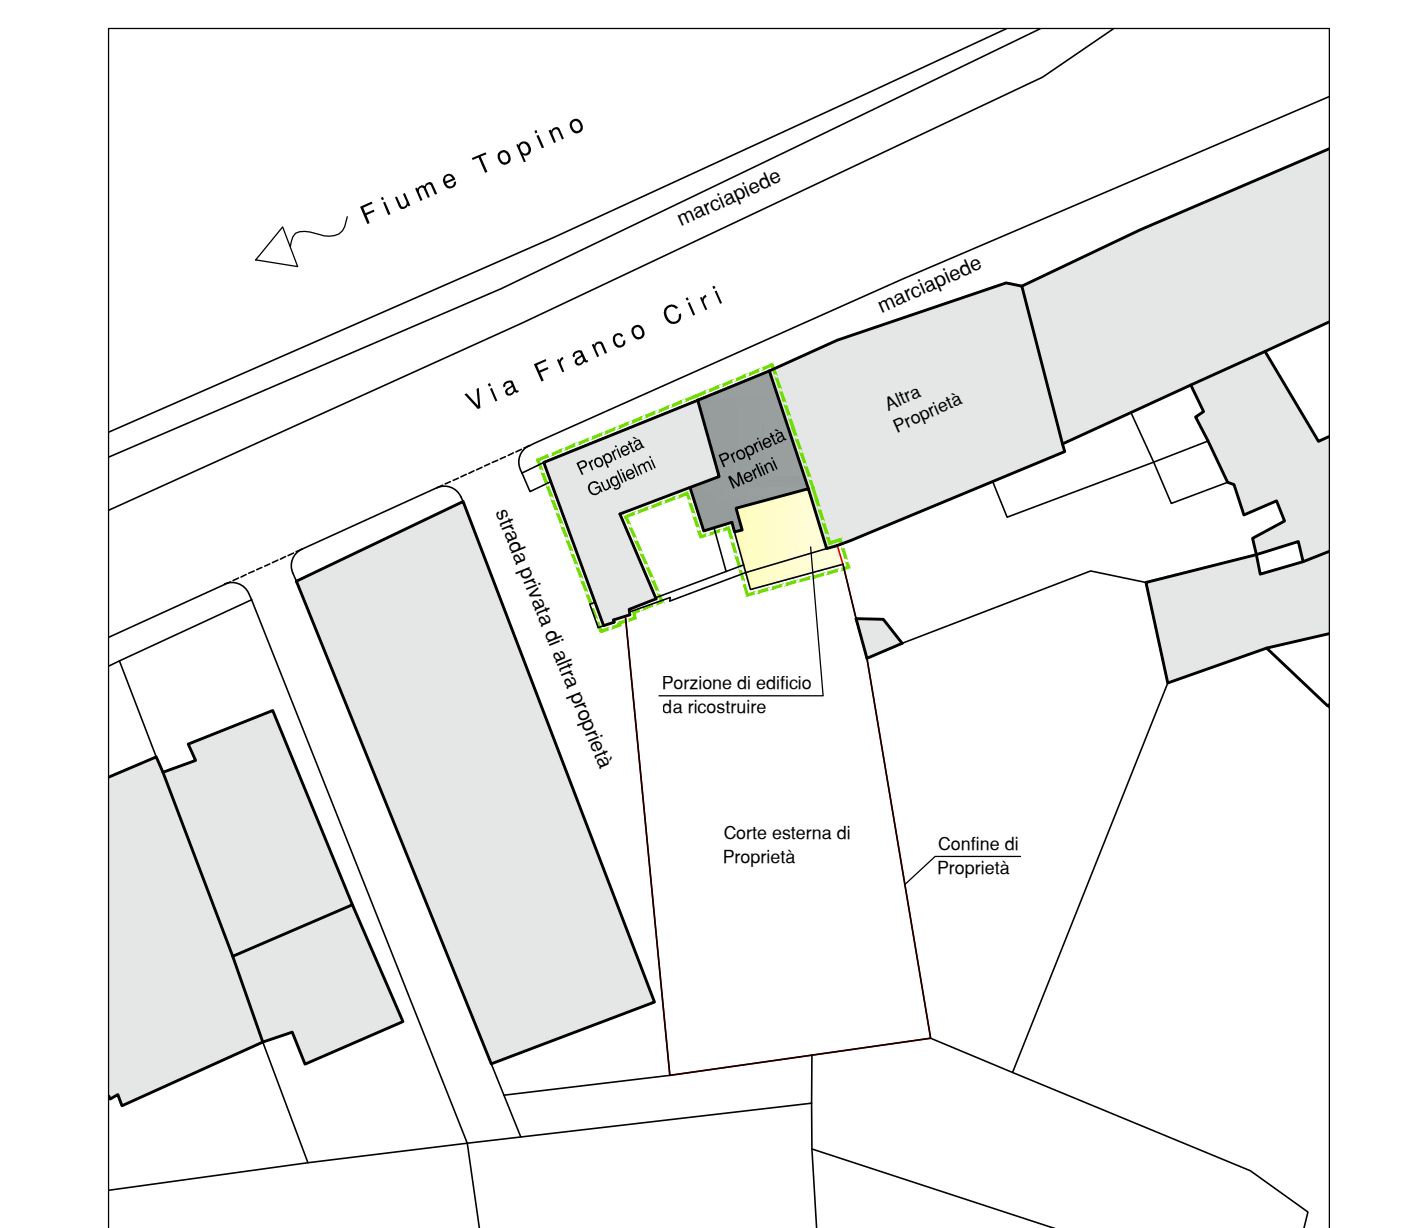 Fiume Topino
marciapiede
Via Franco Ciri
marciapiede
Altra
Proprietà
Proprietà
Guglielmi
Proprietà
Merlini
strada privata di altra proprietà
Porzione di edificio
da ricostruire
Corte esterna di
Proprietà
Confine di
Proprietà